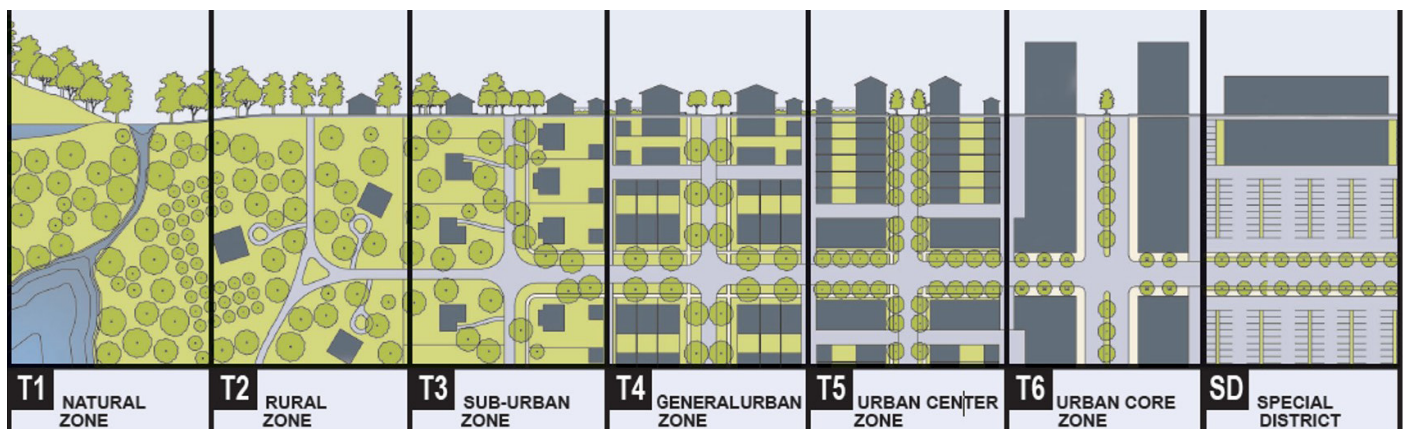 T1 NATURAL
ZONE
T2 RURAL
ZONE
T3 SUB-URBAN
ZONE
T4 GENERALURBAN
ZONE
T5 URBAN CENTER
ZONE
T6 URBAN CORE
ZONE
SD SPECIAL
DISTRICT